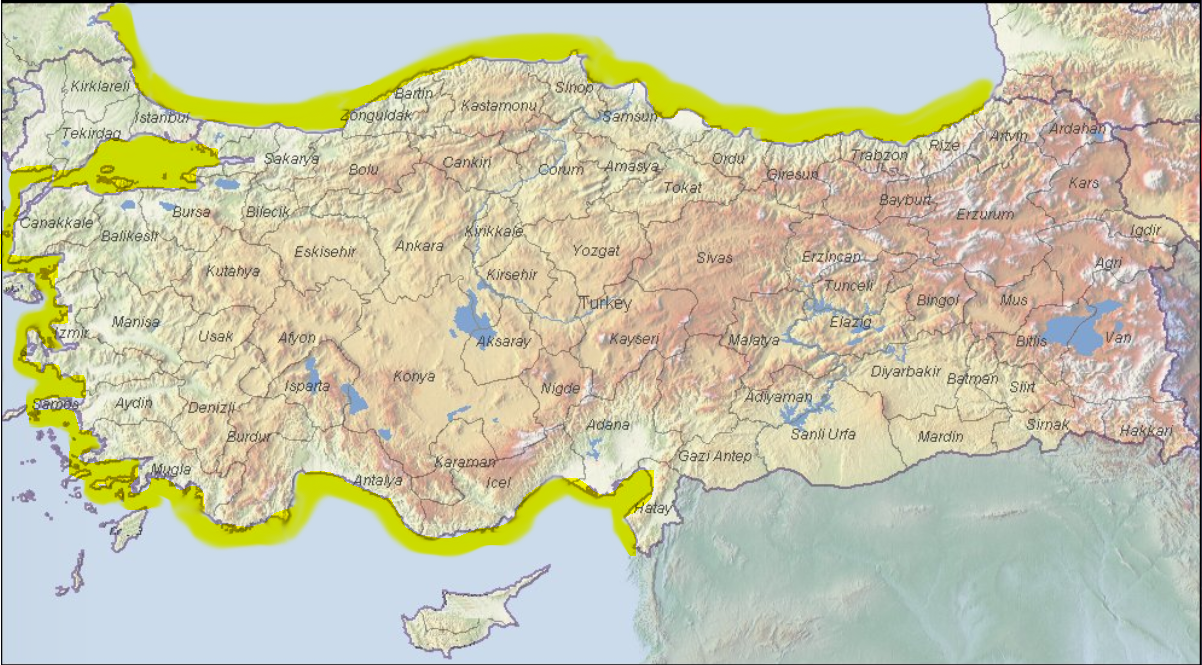 Kirklareli
Bartin
Sinop
Kastamonu
Istanbul
Zonguldak
Samsun
Tekirdag
Ardahan
Artvin
Rize
Sakarya
Bolu
Cankiri
Corum
Amasya
Ordu
Trabzon
Giresun
Tokat
Kars
Canakkale
Bursa
Bilecik
Bayburt
Erzurum
Balikesir
Kirikkale
Igdir
Eskisehir
Ankara
Yozgat
Sivas
Erzincan
Agri
Kutahya
Kirsehir
Tunceli
Turkey
Bingol
Mus
Manisa
Izmir
Usak
Afyon
Aksaray
Kayseri
Malatya
Elazig
Bitlis
Van
Konya
Isparta
Nigde
Diyarbakir
Batman
Siirt
Samos
Aydin
Denizli
Adiyaman
Burdur
Adana
Sanli Urfa
Mardin
Sirnak
Hakkari
Mugla
Antalya
Karaman
Icel
Gazi Antep
Hatay